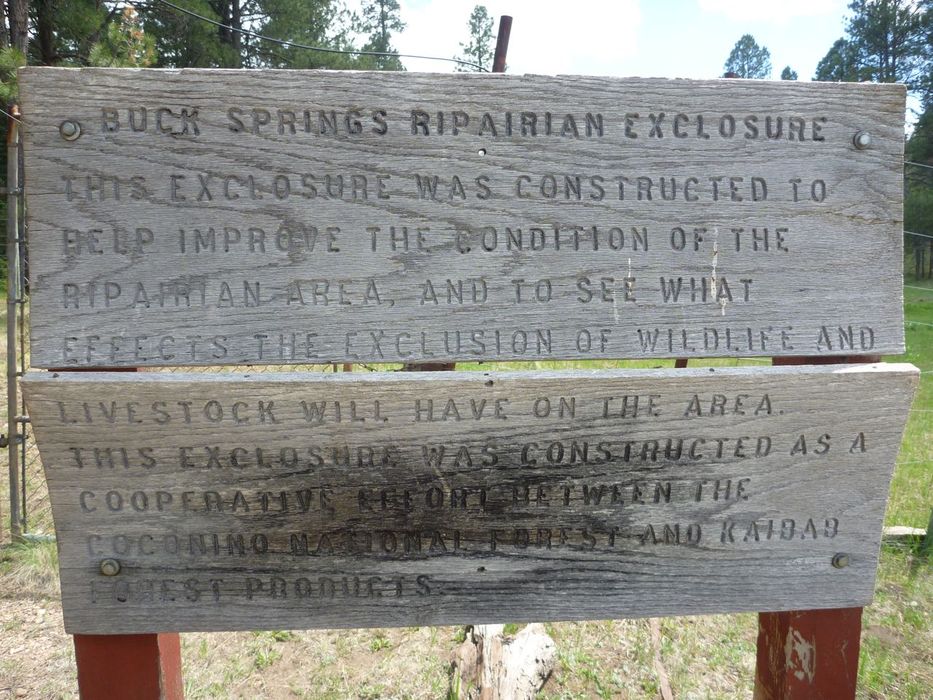 BUCK SPRINGS RIPAIRIAN EXCLOSURE
THIS EXCLOSURE WAS CONSTRUCTED TO
HELP IMPROVE THE CONDITION OF THE
RIPAIRIAN AREA, AND TO SEE WHAT
EFFECTS THE EXCLUSION OF WILDLIFE AND
LIVESTOCK WILL HAVE ON THE AREA.
THIS EXCLOSURE WAS CONSTRUCTED AS A
COOPERATIVE EFFORT BETWEEN THE
COCONINO NATIONAL FOREST AND KAIBAB
FOREST PRODUCTS.